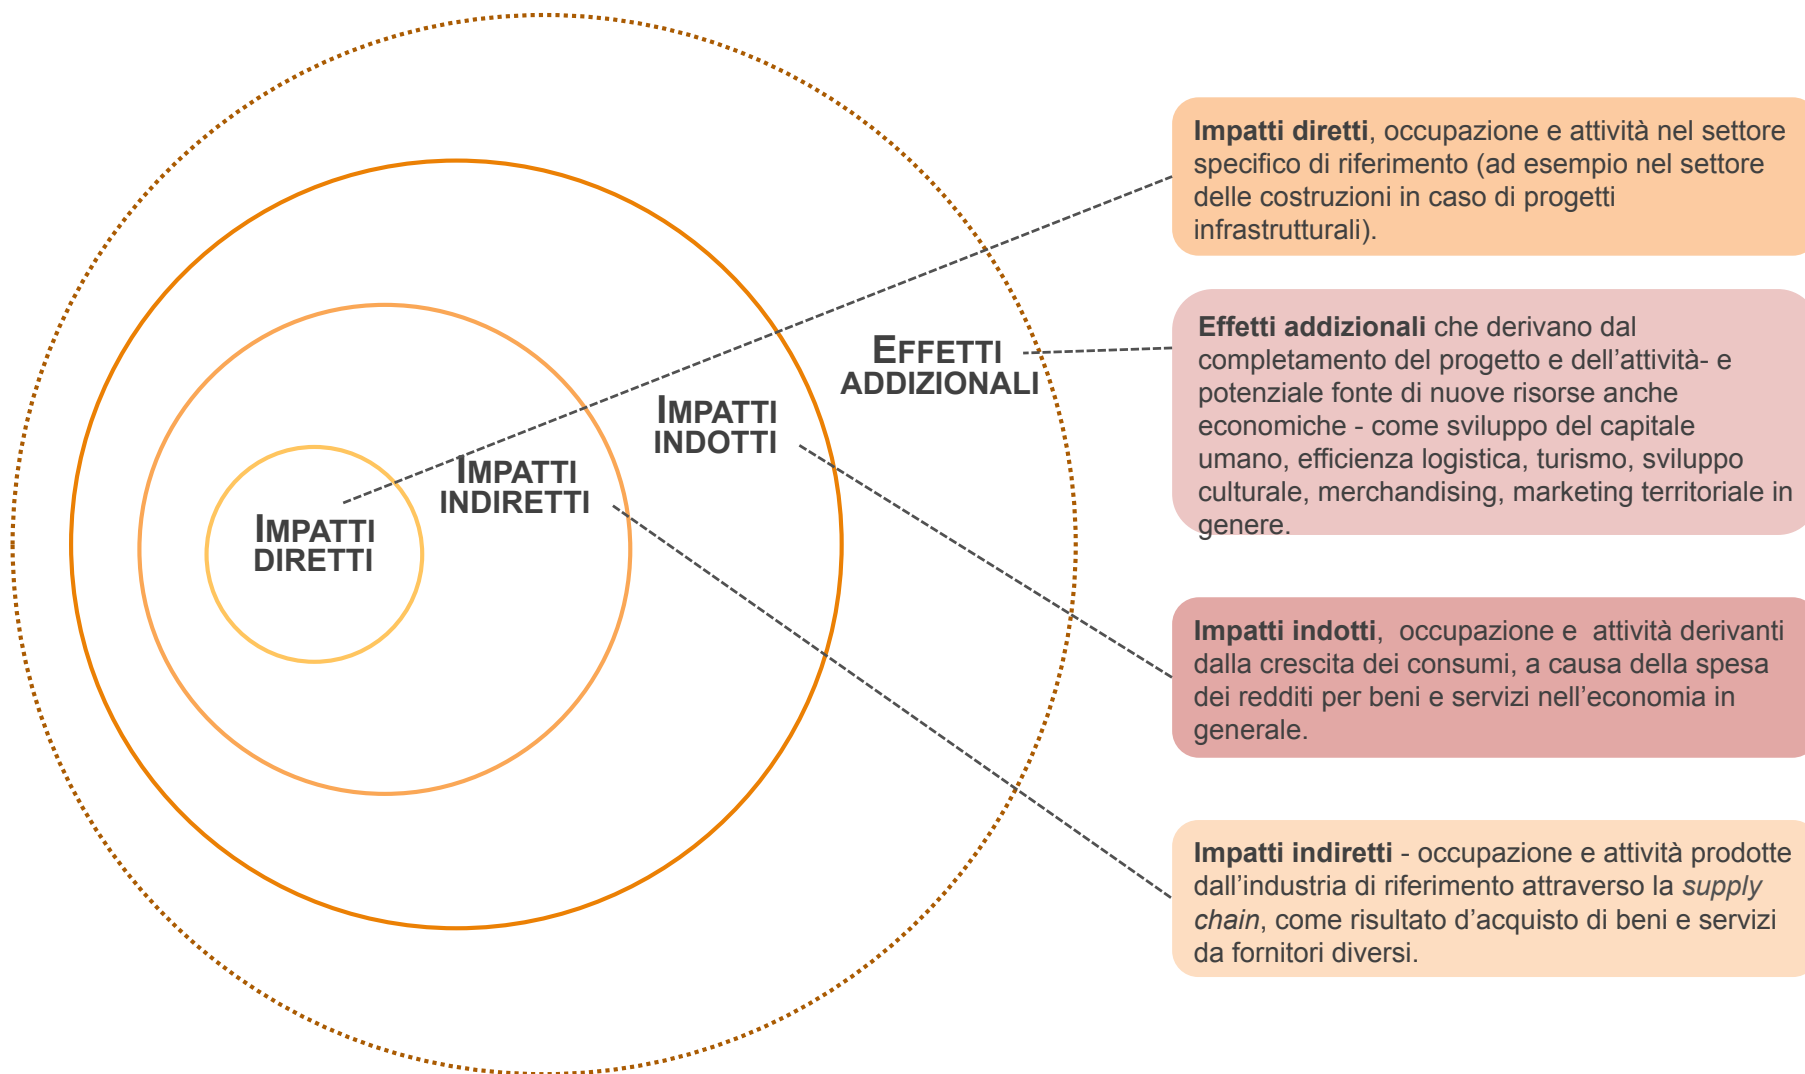 IMPATTI
DIRETTI
IMPATTI
INDIRETTI
IMPATTI
INDOTTI
EFFETTI
ADDIZIONALI
Impatti diretti, occupazione e attività nel settore
specifico di riferimento (ad esempio nel settore
delle costruzioni in caso di progetti
infrastrutturali).
Effetti addizionali che derivano dal
completamento del progetto e dell’attività- e
potenziale fonte di nuove risorse anche
economiche - come sviluppo del capitale
umano, efficienza logistica, turismo, sviluppo
culturale, merchandising, marketing territoriale in
genere.
Impatti indotti,  occupazione e  attività derivanti
dalla crescita dei consumi, a causa della spesa
dei redditi per beni e servizi nell’economia in
generale.
Impatti indiretti - occupazione e attività prodotte
dall’industria di riferimento attraverso la supply
chain, come risultato d’acquisto di beni e servizi
da fornitori diversi.